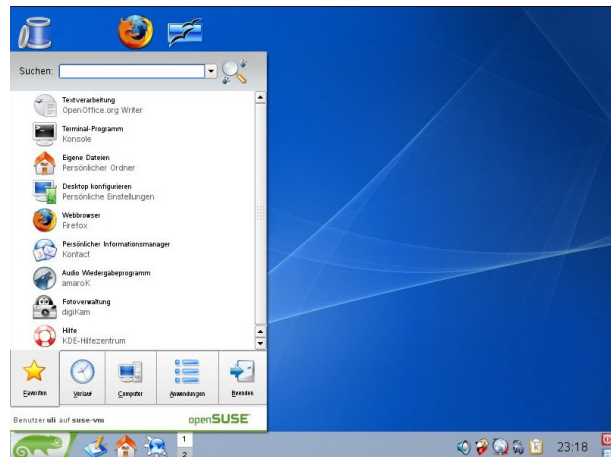 Suchen:
Textverarbeitung
OpenOffice.org Writer
Terminal-Programm
Konsole
Eigene Dateien
Persönlicher Ordner
Desktop konfigurieren
Persönliche Einstellungen
Webbrowser
Firefox
Persönlicher Informationsmanager
Kontact
Audio Wiedergabeprogramm
amaroK
Fotoverwaltung
digiKam
Hilfe
KDE-Hilfezentrum
Favoriten Verlauf Computer Anwendungen Beenden
Benutzer uli auf suse-vm openSUSE
1
2
23:18